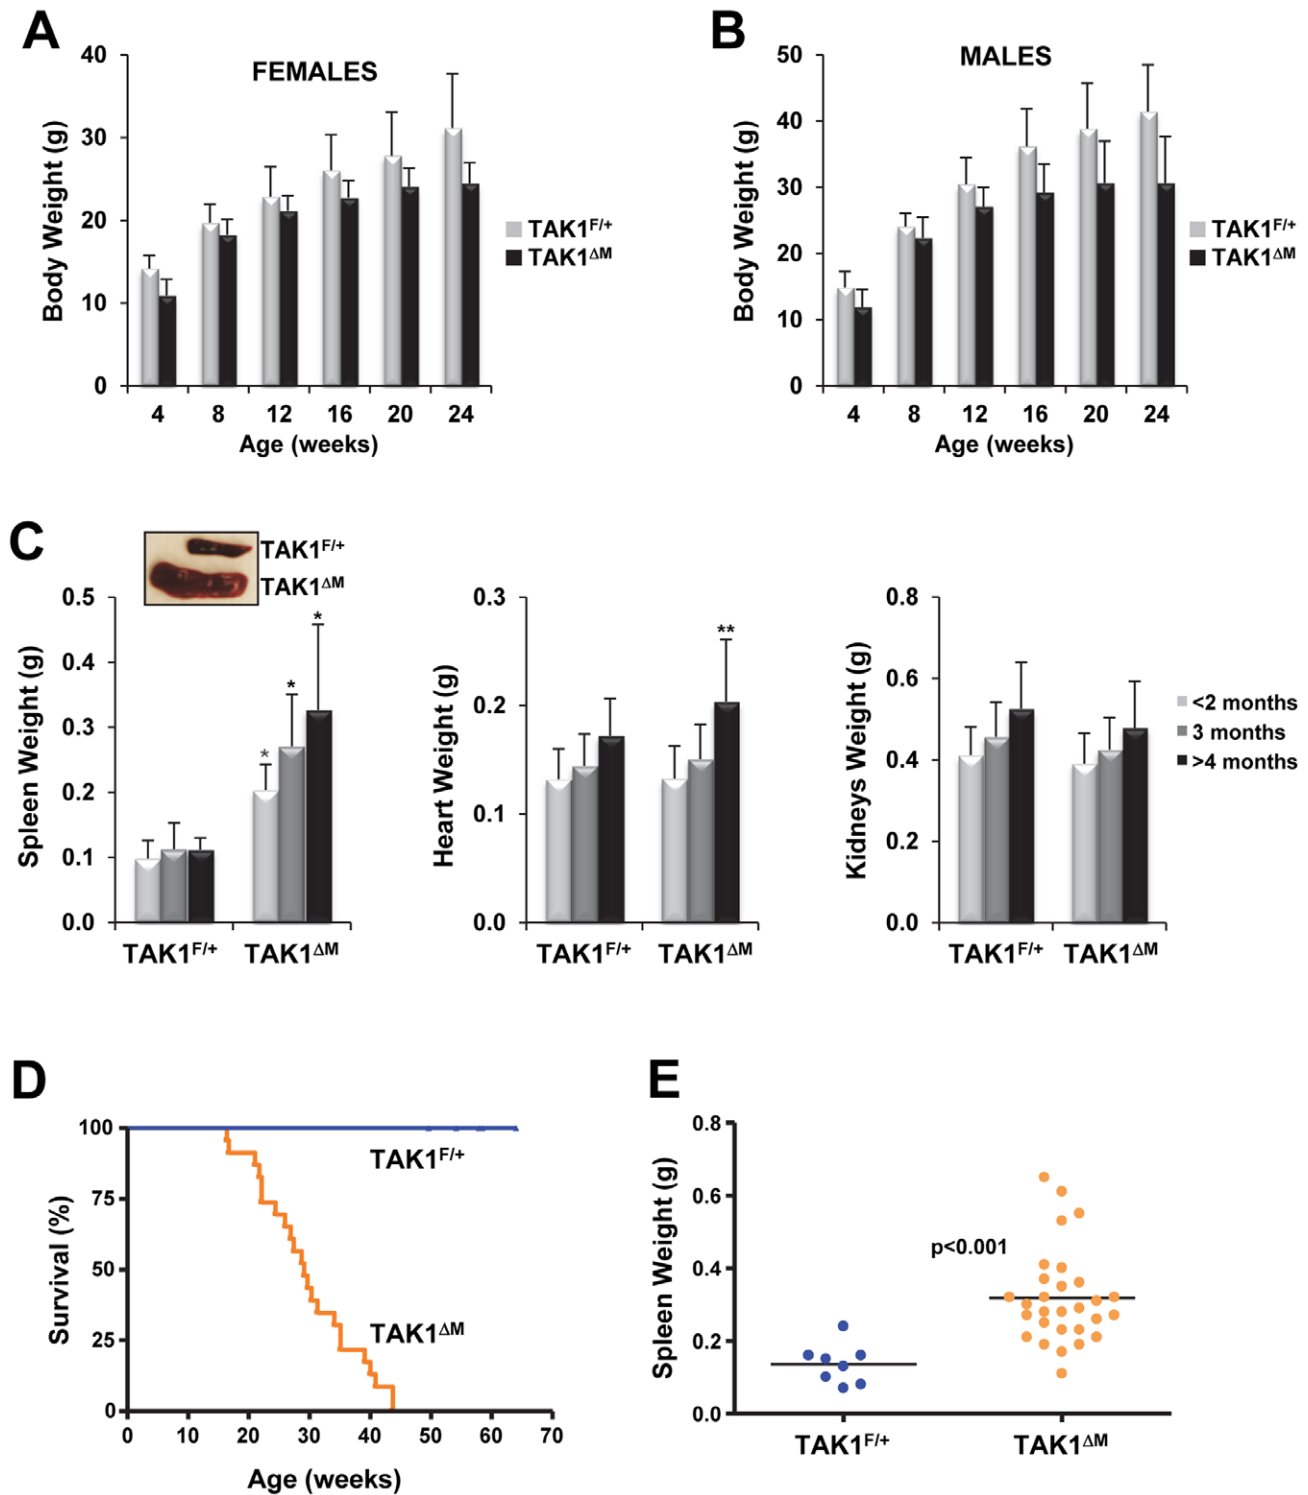 A
FEMALES
Body Weight (g)
40
30
20
10
0
4 8 12 16 20 24
Age (weeks)
TAK1F/+
TAK1ΔM
B
MALES
Body Weight (g)
50
40
30
20
10
0
4 8 12 16 20 24
Age (weeks)
TAK1F/+
TAK1ΔM
C
TAK1F/+
TAK1ΔM
Spleen Weight (g)
0.5
0.4
0.3
0.2
0.1
0.0
* * *
TAK1F/+ TAK1ΔM
Heart Weight (g)
0.3
0.2
0.1
0.0
**
TAK1F/+ TAK1ΔM
Kidneys Weight (g)
0.8
0.6
0.4
0.2
0.0
TAK1F/+ TAK1ΔM
<2 months
3 months
>4 months
D
Survival (%)
100
75
50
25
0
TAK1F/+
TAK1ΔM
0 10 20 30 40 50 60 70
Age (weeks)
E
Spleen Weight (g)
0.8
0.6
0.4
0.2
0.0
p<0.001
TAK1F/+ TAK1ΔM